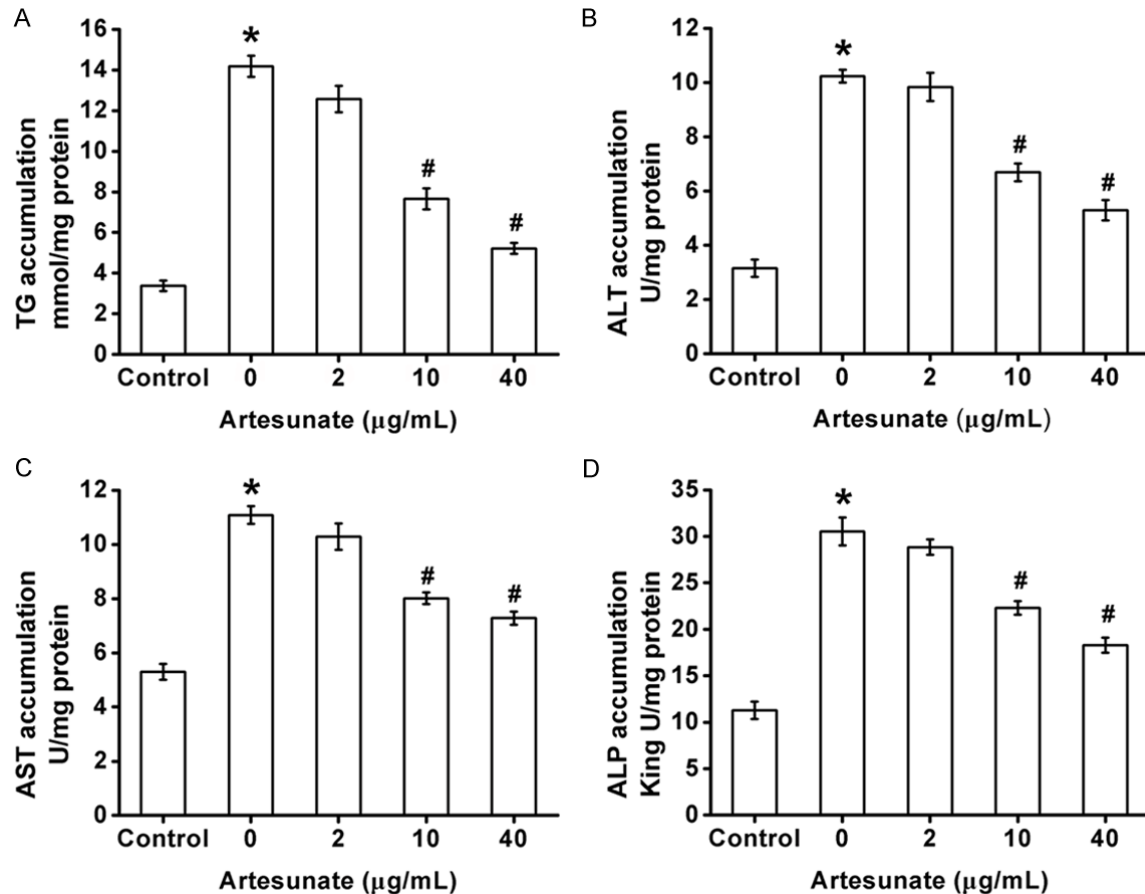 A
TG accumulation
mmol/mg protein
16
14
12
10
8
6
4
2
0
*
#
#
Control 0 2 10 40
Artesunate (μg/mL)
B
ALT accumulation
U/mg protein
12
10
8
6
4
2
0
*
#
#
Control 0 2 10 40
Artesunate (μg/mL)
C
AST accumulation
U/mg protein
12
10
8
6
4
2
0
*
#
#
Control 0 2 10 40
Artesunate (μg/mL)
D
ALP accumulation
King U/mg protein
35
30
25
20
15
10
5
0
*
#
#
Control 0 2 10 40
Artesunate (μg/mL)